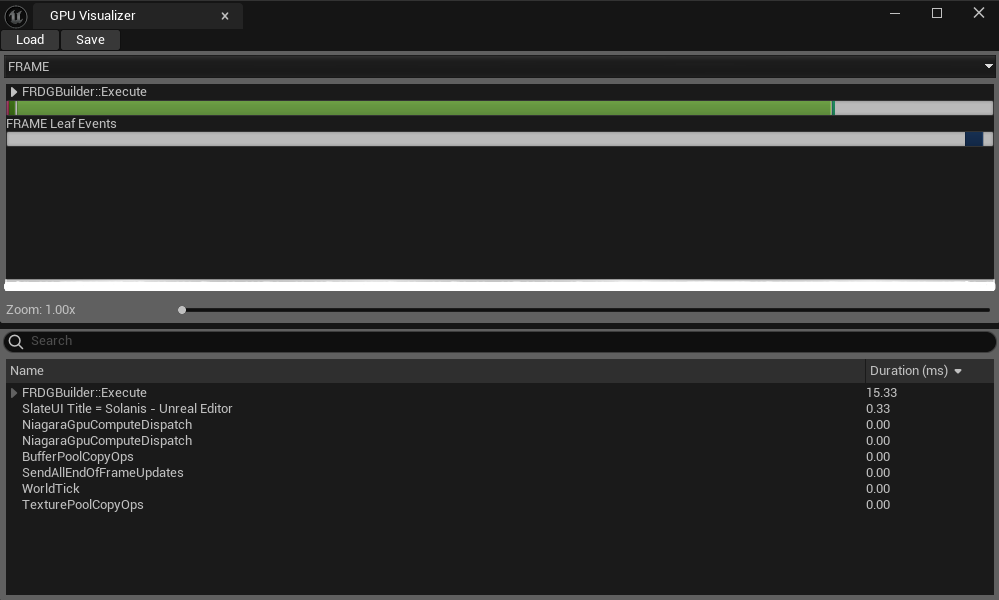 GPU Visualizer
Load Save
FRAME
FRDGBuilder::Execute
FRAME Leaf Events
Zoom: 1.00x
Search
Name Duration (ms)
FRDGBuilder::Execute 15.33
SlateUI Title = Solanis - Unreal Editor 0.33
NiagaraGpuComputeDispatch 0.00
NiagaraGpuComputeDispatch 0.00
BufferPoolCopyOps 0.00
SendAllEndOfFrameUpdates 0.00
WorldTick 0.00
TexturePoolCopyOps 0.00